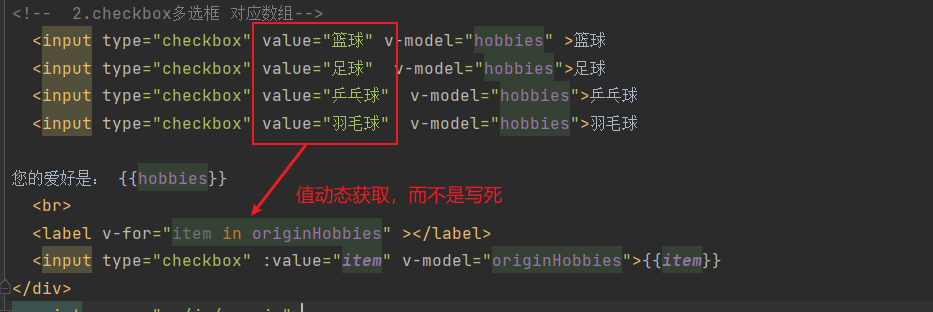 <!--  2.checkbox多选框 对应数组-->
<input type="checkbox" value="篮球" v-model="hobbies" >篮球
<input type="checkbox" value="足球"  v-model="hobbies">足球
<input type="checkbox" value="乒乓球"  v-model="hobbies">乒乓球
<input type="checkbox" value="羽毛球"  v-model="hobbies">羽毛球
您的爱好是： {{hobbies}}
值动态获取，而不是写死
<br>
<label v-for="item in originHobbies" ></label>
<input type="checkbox" :value="item" v-model="originHobbies">{{item}}
</div>